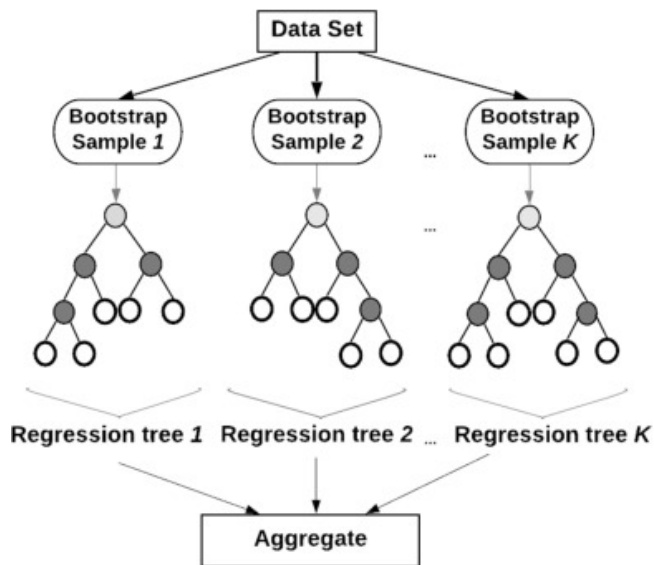 Data Set
Bootstrap
Sample 1
Bootstrap
Sample 2
...
Bootstrap
Sample K
...
Regression tree 1
Regression tree 2
...
Regression tree K
Aggregate